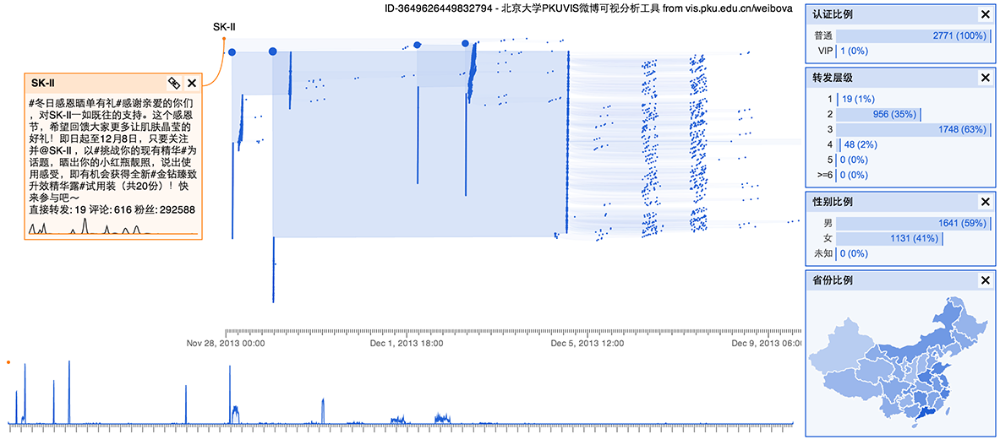 ID-3649626449832794 - 北京大学PKUVIS微博可视分析工具 from vis.pku.edu.cn/weibova
SK-II
SK-II
#冬日感恩晒单有礼#感谢亲爱的你们
，对SK-II一如既往的支持。这个感恩
节，希望回馈大家更多让肌肤晶莹的
好礼！即日起至12月8日，只要关注
并@SK-II ，以#挑战你的现有精华#为
话题，晒出你的小红瓶靓照，说出使
用感受，即有机会获得全新#金钻臻致
升效精华露#试用装（共20份）！快
来参与吧～
直接转发: 19 评论: 616 粉丝: 292588
Nov 28, 2013 00:00
Dec 1, 2013 18:00
Dec 5, 2013 12:00
Dec 9, 2013 06:00
认证比例
普通 2771 (100%)
VIP 1 (0%)
转发层级
1 19 (1%)
2 956 (35%)
3 1748 (63%)
4 48 (2%)
5 0 (0%)
>=6 0 (0%)
性别比例
男 1641 (59%)
女 1131 (41%)
未知 0 (0%)
省份比例